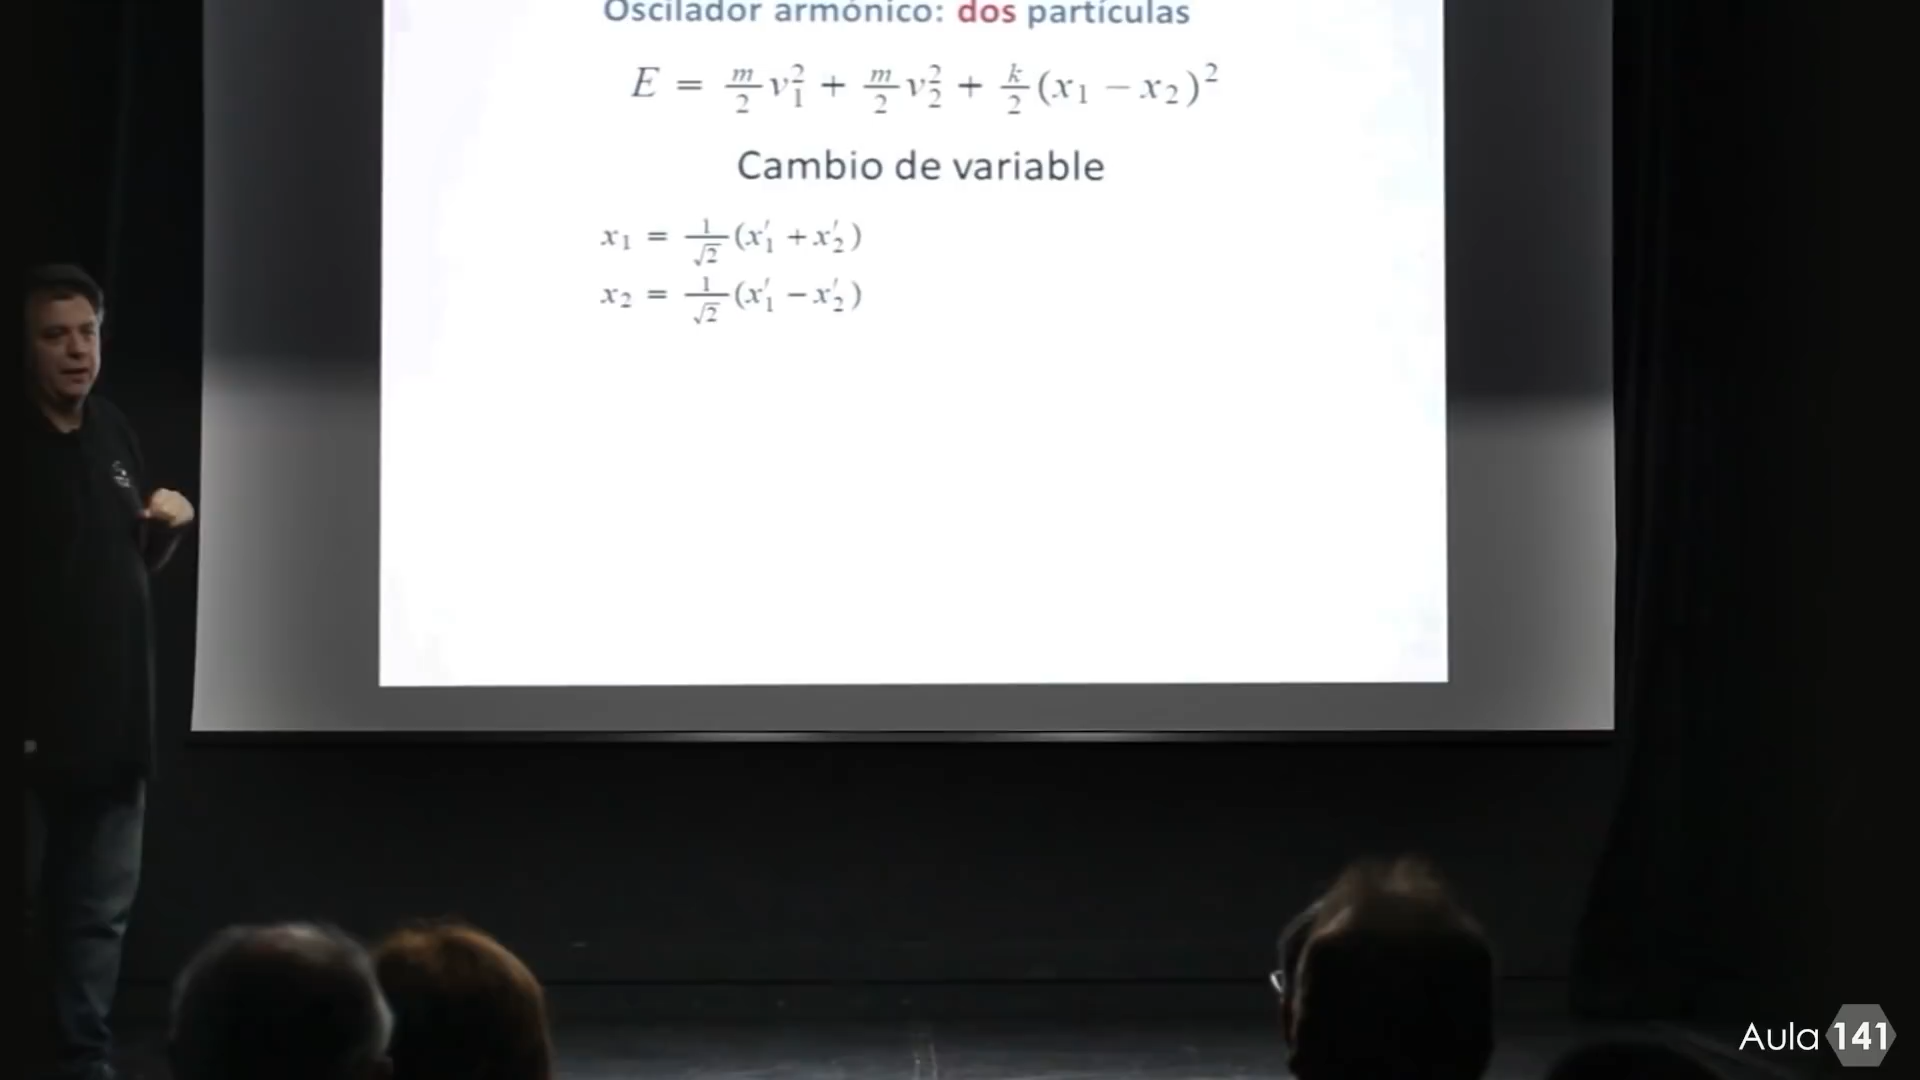 Oscilador armónico: dos partículas
E = m/2 v₁² + m/2 v₂² + k/2 (x₁ − x₂)²
Cambio de variable
x₁ = 1/√2 (x′₁ + x′₂)
x₂ = 1/√2 (x′₁ − x′₂)
Aula 141